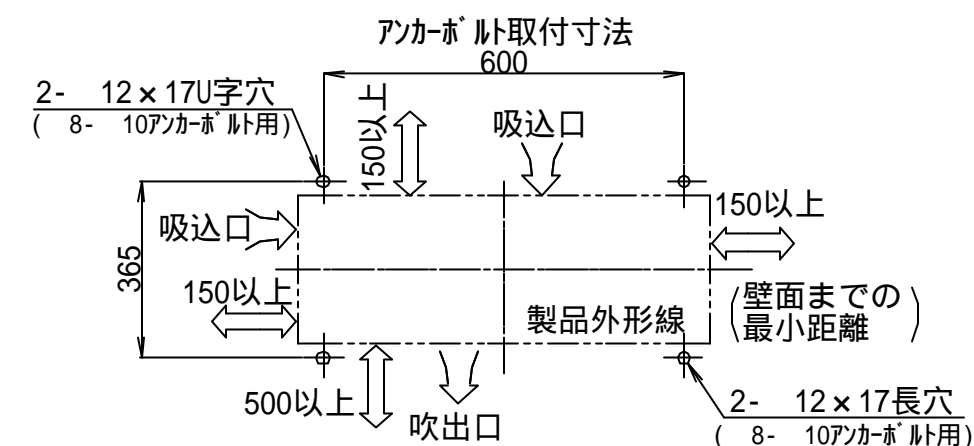 アンカーボルト取付寸法
600
2- 12×17U字穴
( 8- 10アンカーボルト用)
150以上
吸込口
150以上
吸込口
365
150以上
(壁面までの
最小距離)
製品外形線
500以上
吹出口
2- 12×17長穴
( 8- 10アンカーボルト用)